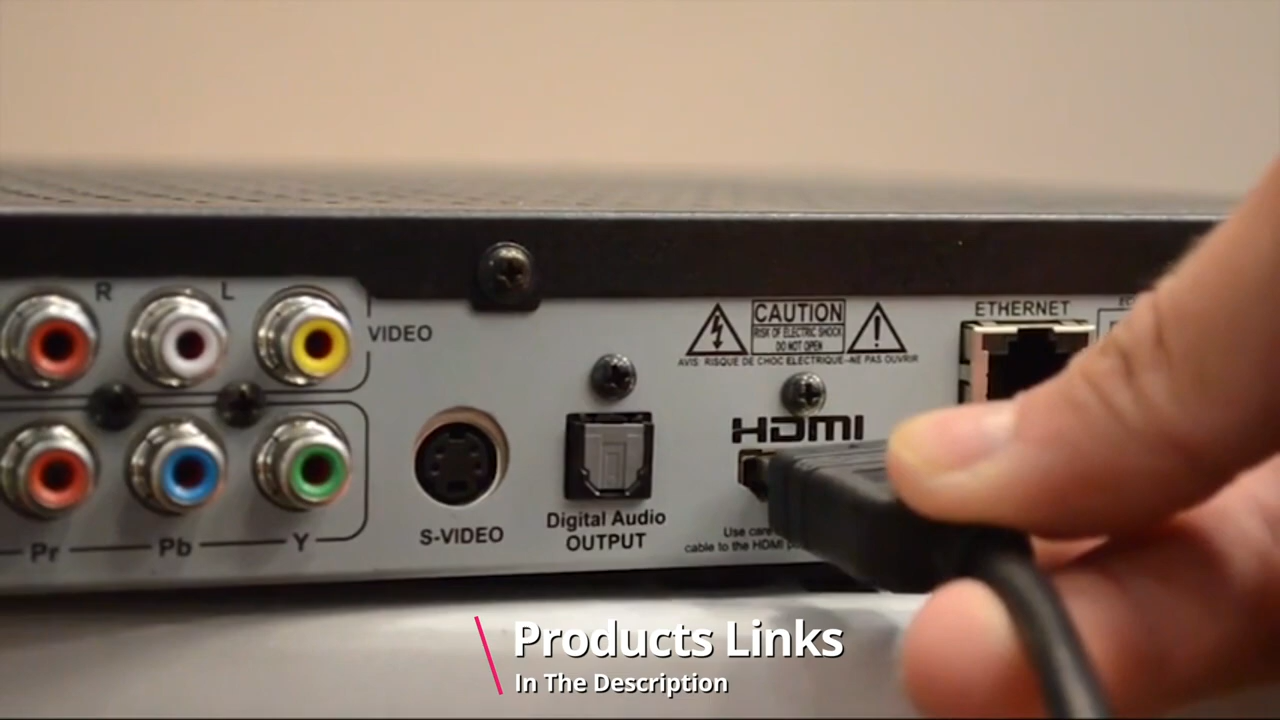 R
L
VIDEO
CAUTION
RISK OF ELECTRIC SHOCK
DO NOT OPEN
AVIS: RISQUE DE CHOC ELECTRIQUE-NE PAS OUVRIR
ETHERNET
HDMI
Digital Audio
OUTPUT
S-VIDEO
Pr
Pb
Y
Use care
cable to the HDMI
Products Links
In The Description